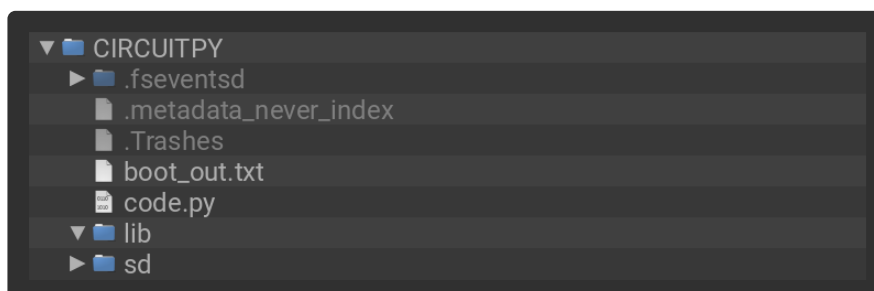 CIRCUITPY
.fseventsd
.metadata_never_index
.Trashes
boot_out.txt
code.py
lib
sd